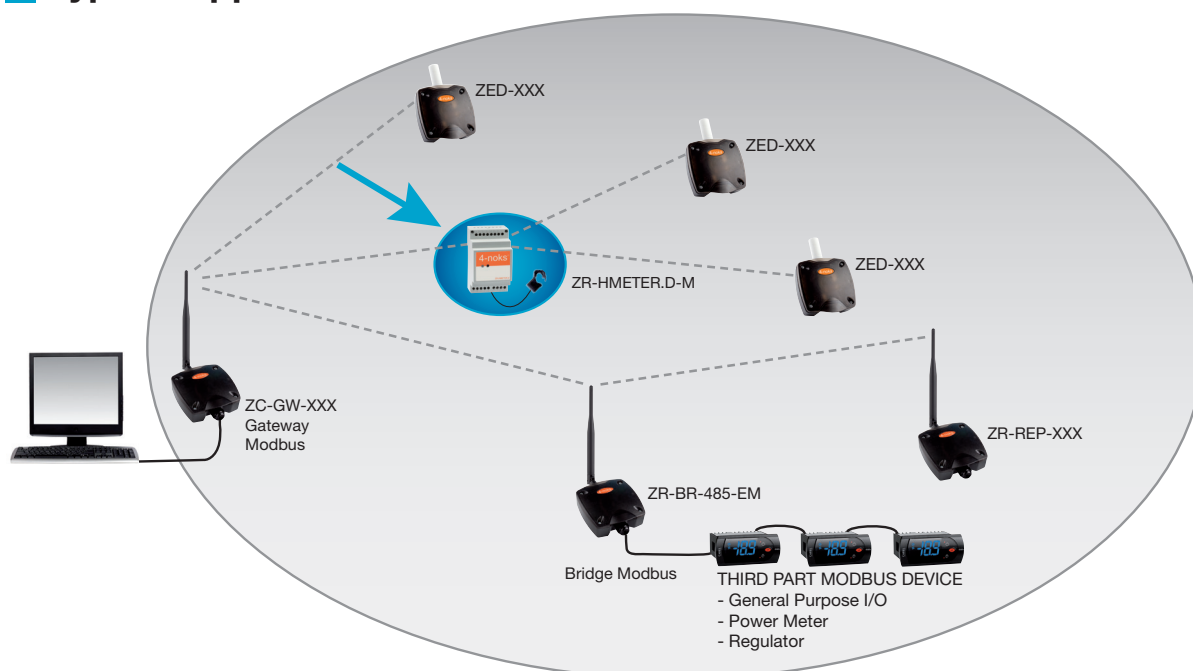 ZED-XXX
ZED-XXX
4-noks
ZED-XXX
ZR-HMETER.D-M
ZC-GW-XXX
Gateway
Modbus
ZR-REP-XXX
ZR-BR-485-EM
Bridge Modbus
THIRD PART MODBUS DEVICE
- General Purpose I/O
- Power Meter
- Regulator